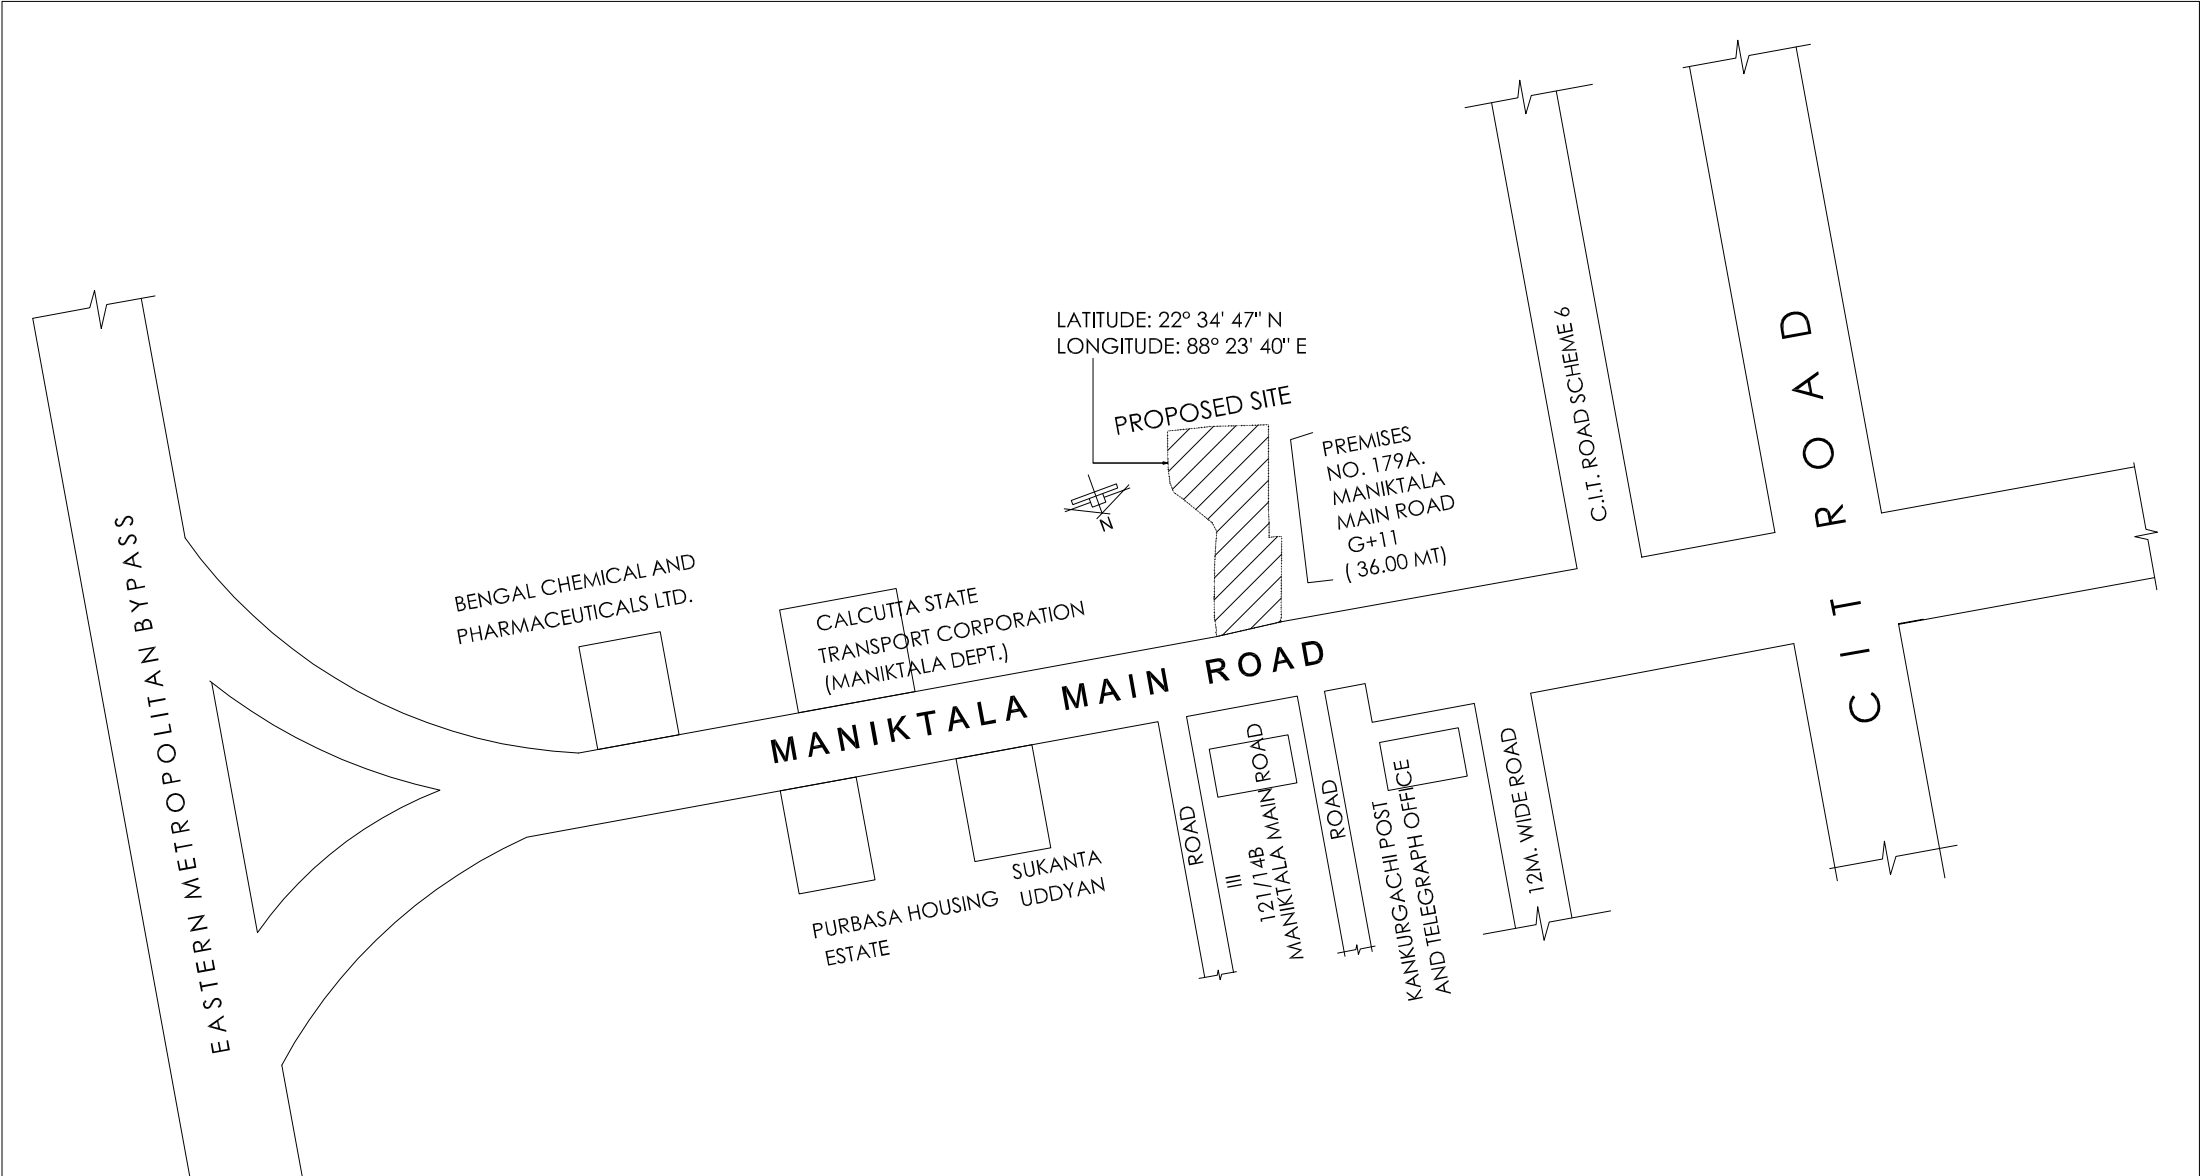 LATITUDE: 22° 34' 47" N
LONGITUDE: 88° 23' 40" E
PROPOSED SITE
PREMISES
NO. 179A.
MANIKTALA
MAIN ROAD
G+11
( 36.00 MT)
N
C.I.T. ROAD SCHEME 6
CIT ROAD
EASTERN METROPOLITAN BYPASS
BENGAL CHEMICAL AND
PHARMACEUTICALS LTD.
CALCUTTA STATE
TRANSPORT CORPORATION
(MANIKTALA DEPT.)
MANIKTALA MAIN ROAD
PURBASA HOUSING
ESTATE
SUKANTA
UDDYAN
ROAD
III
121/14B
MANIKTALA MAIN ROAD
ROAD
KANKURGACHI POST
AND TELEGRAPH OFFICE
12M. WIDE ROAD